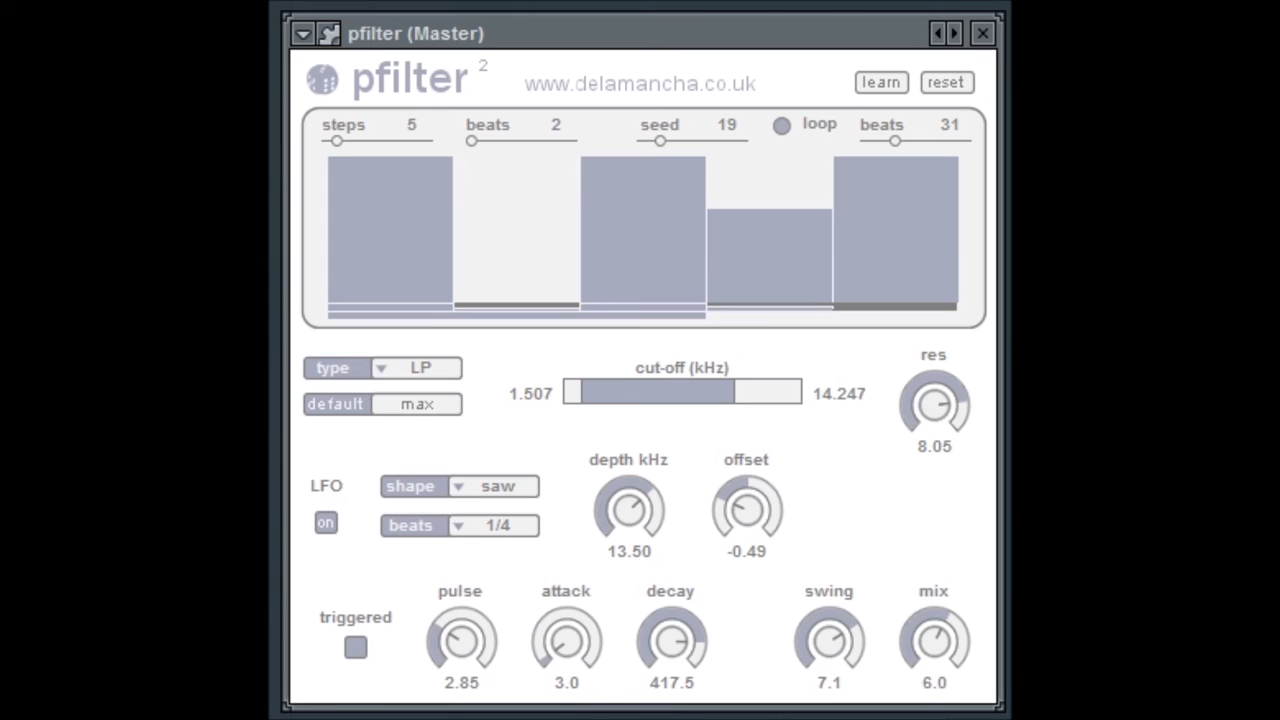 pfilter (Master)
pfilter 2 www.delamancha.co.uk learn reset
steps 5 beats 2 seed 19 loop beats 31
type LP
default max
cut-off (kHz)
1.507 14.247
res
8.05
LFO
on
shape saw
beats 1/4
depth kHz
13.50
offset
-0.49
triggered
pulse
2.85
attack
3.0
decay
417.5
swing
7.1
mix
6.0